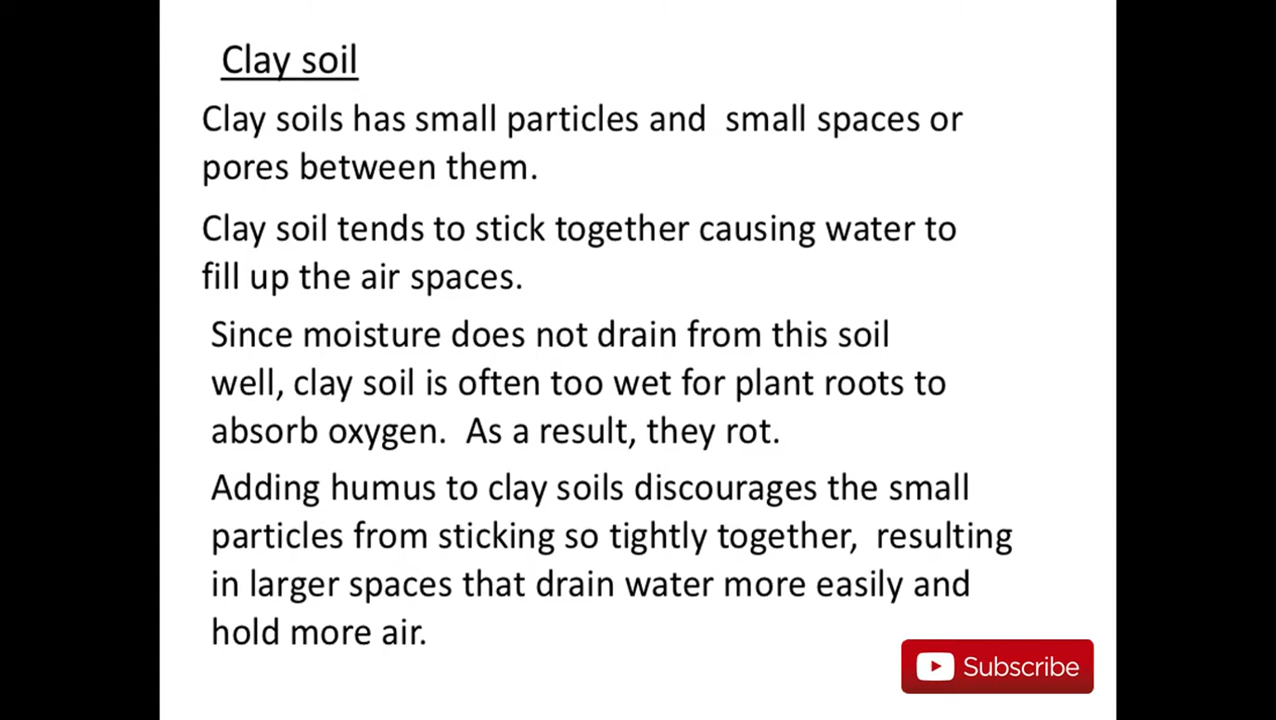 Clay soil
Clay soils has small particles and  small spaces or
pores between them.
Clay soil tends to stick together causing water to
fill up the air spaces.
Since moisture does not drain from this soil
well, clay soil is often too wet for plant roots to
absorb oxygen.  As a result, they rot.
Adding humus to clay soils discourages the small
particles from sticking so tightly together,  resulting
in larger spaces that drain water more easily and
hold more air.
Subscribe